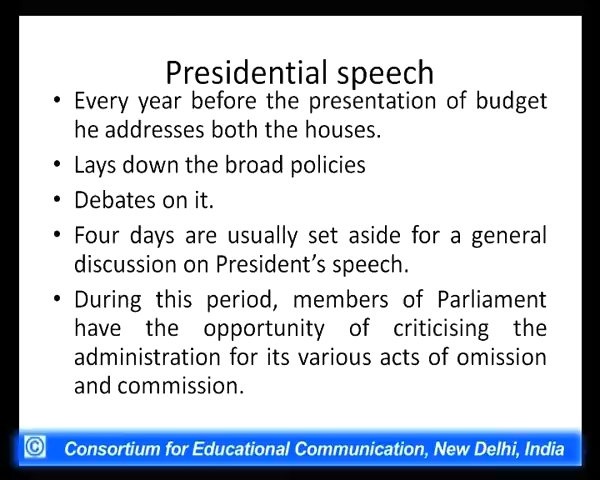 Presidential speech
• Every year before the presentation of budget
he addresses both the houses.
• Lays down the broad policies
• Debates on it.
• Four days are usually set aside for a general
discussion on President's speech.
• During this period, members of Parliament
have the opportunity of criticising the
administration for its various acts of omission
and commission.
© Consortium for Educational Communication, New Delhi, India